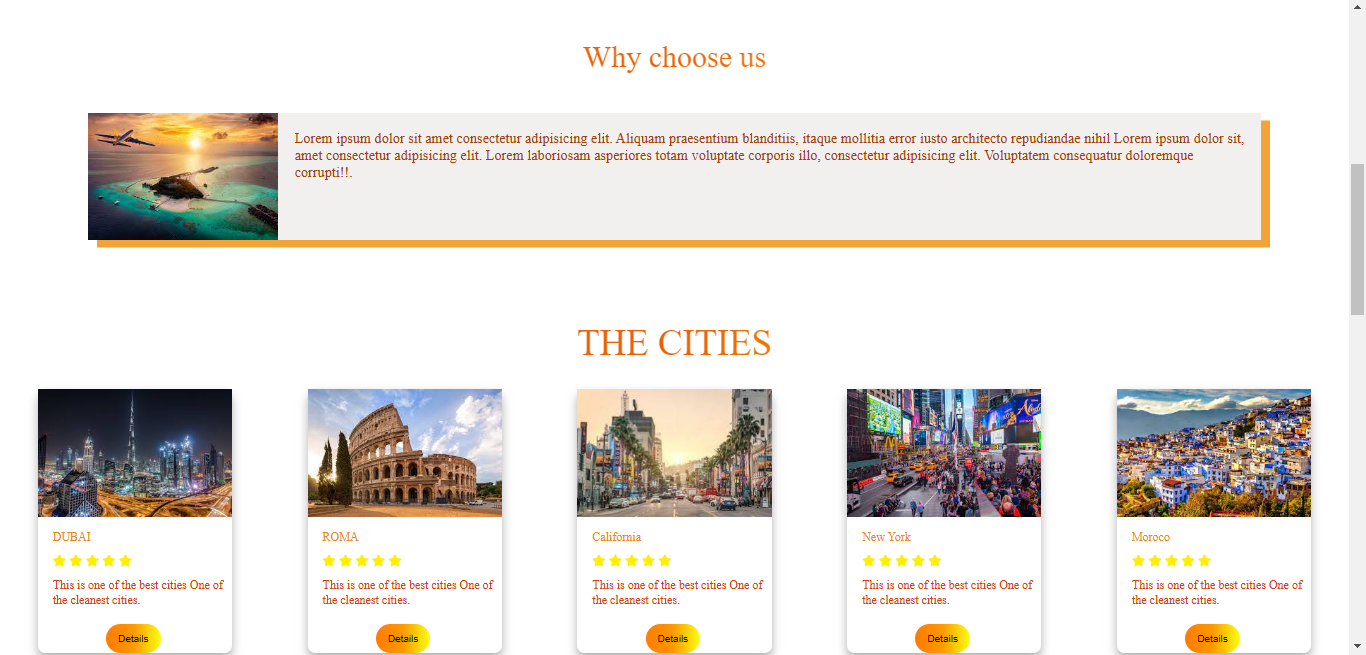 Why choose us
Lorem ipsum dolor sit amet consectetur adipisicing elit. Aliquam praesentium blanditiis, itaque mollitia error iusto architecto repudiandae nihil Lorem ipsum dolor sit,
amet consectetur adipisicing elit. Lorem laboriosam asperiores totam voluptate corporis illo, consectetur adipisicing elit. Voluptatem consequatur doloremque
corrupti!!.
THE CITIES
DUBAI
This is one of the best cities One of
the cleanest cities.
Details
ROMA
This is one of the best cities One of
the cleanest cities.
Details
California
This is one of the best cities One of
the cleanest cities.
Details
New York
This is one of the best cities One of
the cleanest cities.
Details
Moroco
This is one of the best cities One of
the cleanest cities.
Details